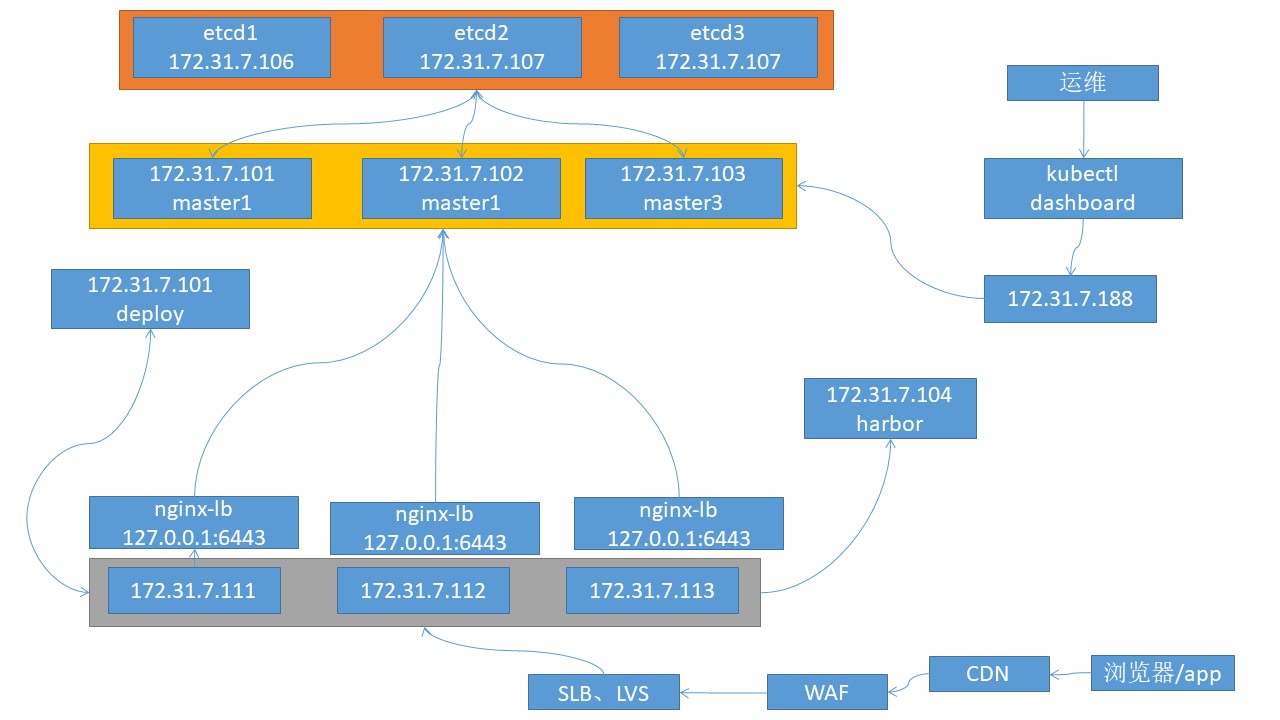 etcd1
172.31.7.106
etcd2
172.31.7.107
etcd3
172.31.7.107
运维
172.31.7.101
master1
172.31.7.102
master1
172.31.7.103
master3
kubectl
dashboard
172.31.7.101
deploy
172.31.7.188
172.31.7.104
harbor
nginx-lb
127.0.0.1:6443
nginx-lb
127.0.0.1:6443
nginx-lb
127.0.0.1:6443
172.31.7.111
172.31.7.112
172.31.7.113
SLB、LVS
WAF
CDN
浏览器/app